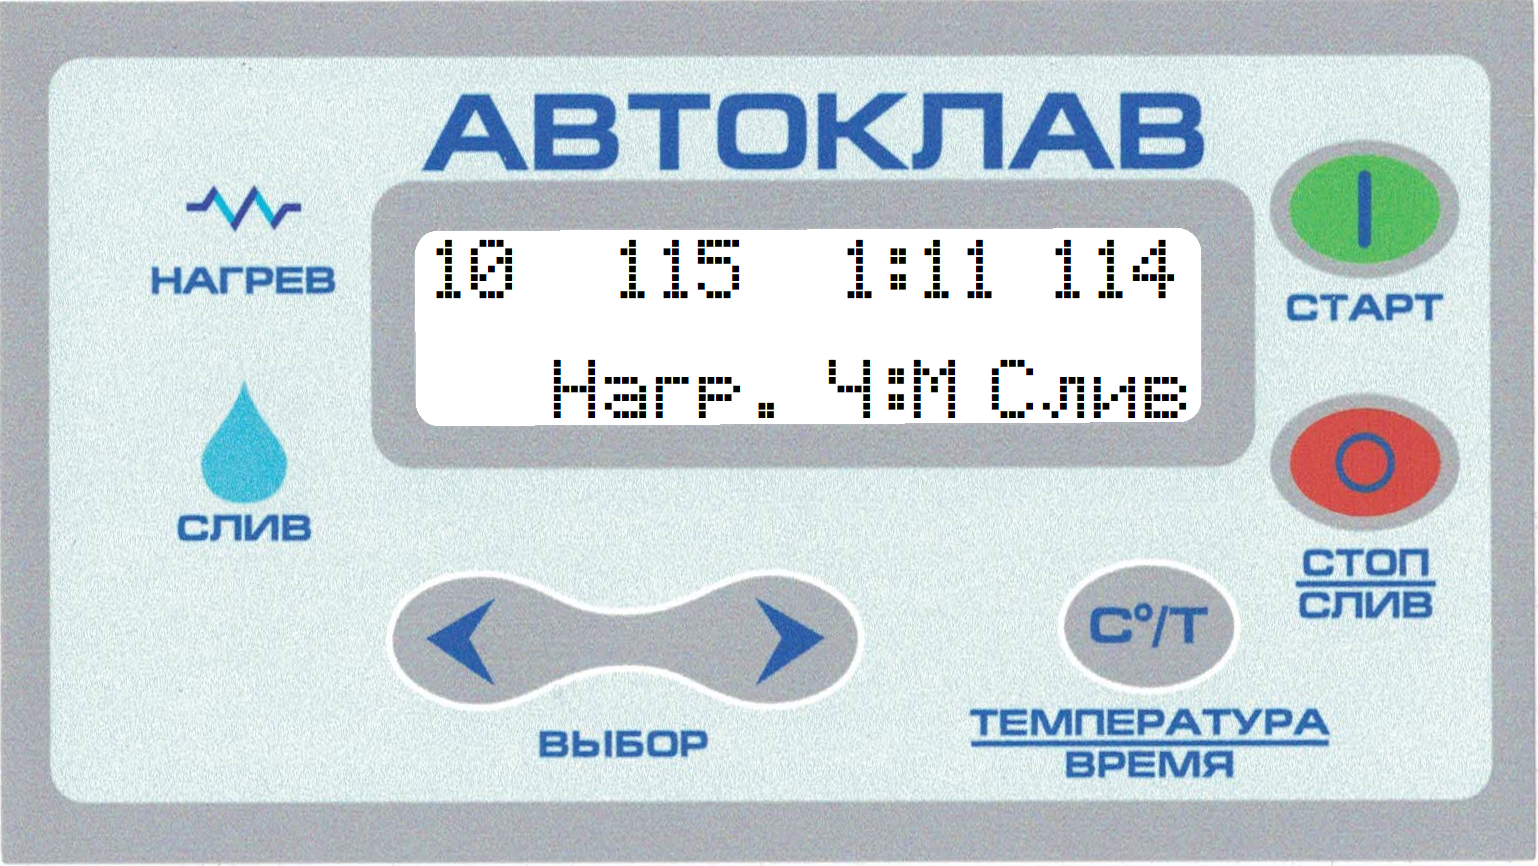 АВТОКЛАВ
НАГРЕВ
10 115 1:11 114
Нагр. Ч:М Слив
СТАРТ
СЛИВ
СТОП
СЛИВ
C°/T
ВЫБОР
ТЕМПЕРАТУРА
ВРЕМЯ